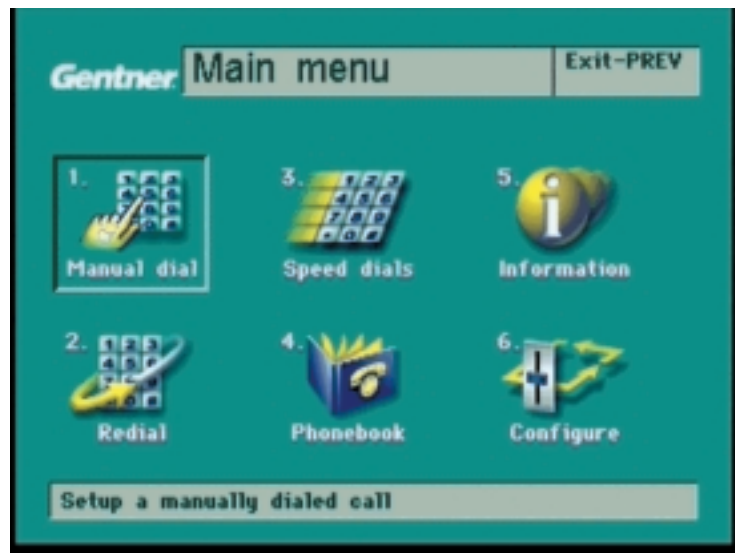 Gentner
Main menu
Exit-PREV
1.
Manual dial
3.
Speed dials
5.
Information
2.
Redial
4.
Phonebook
6.
Configure
Setup a manually dialed call